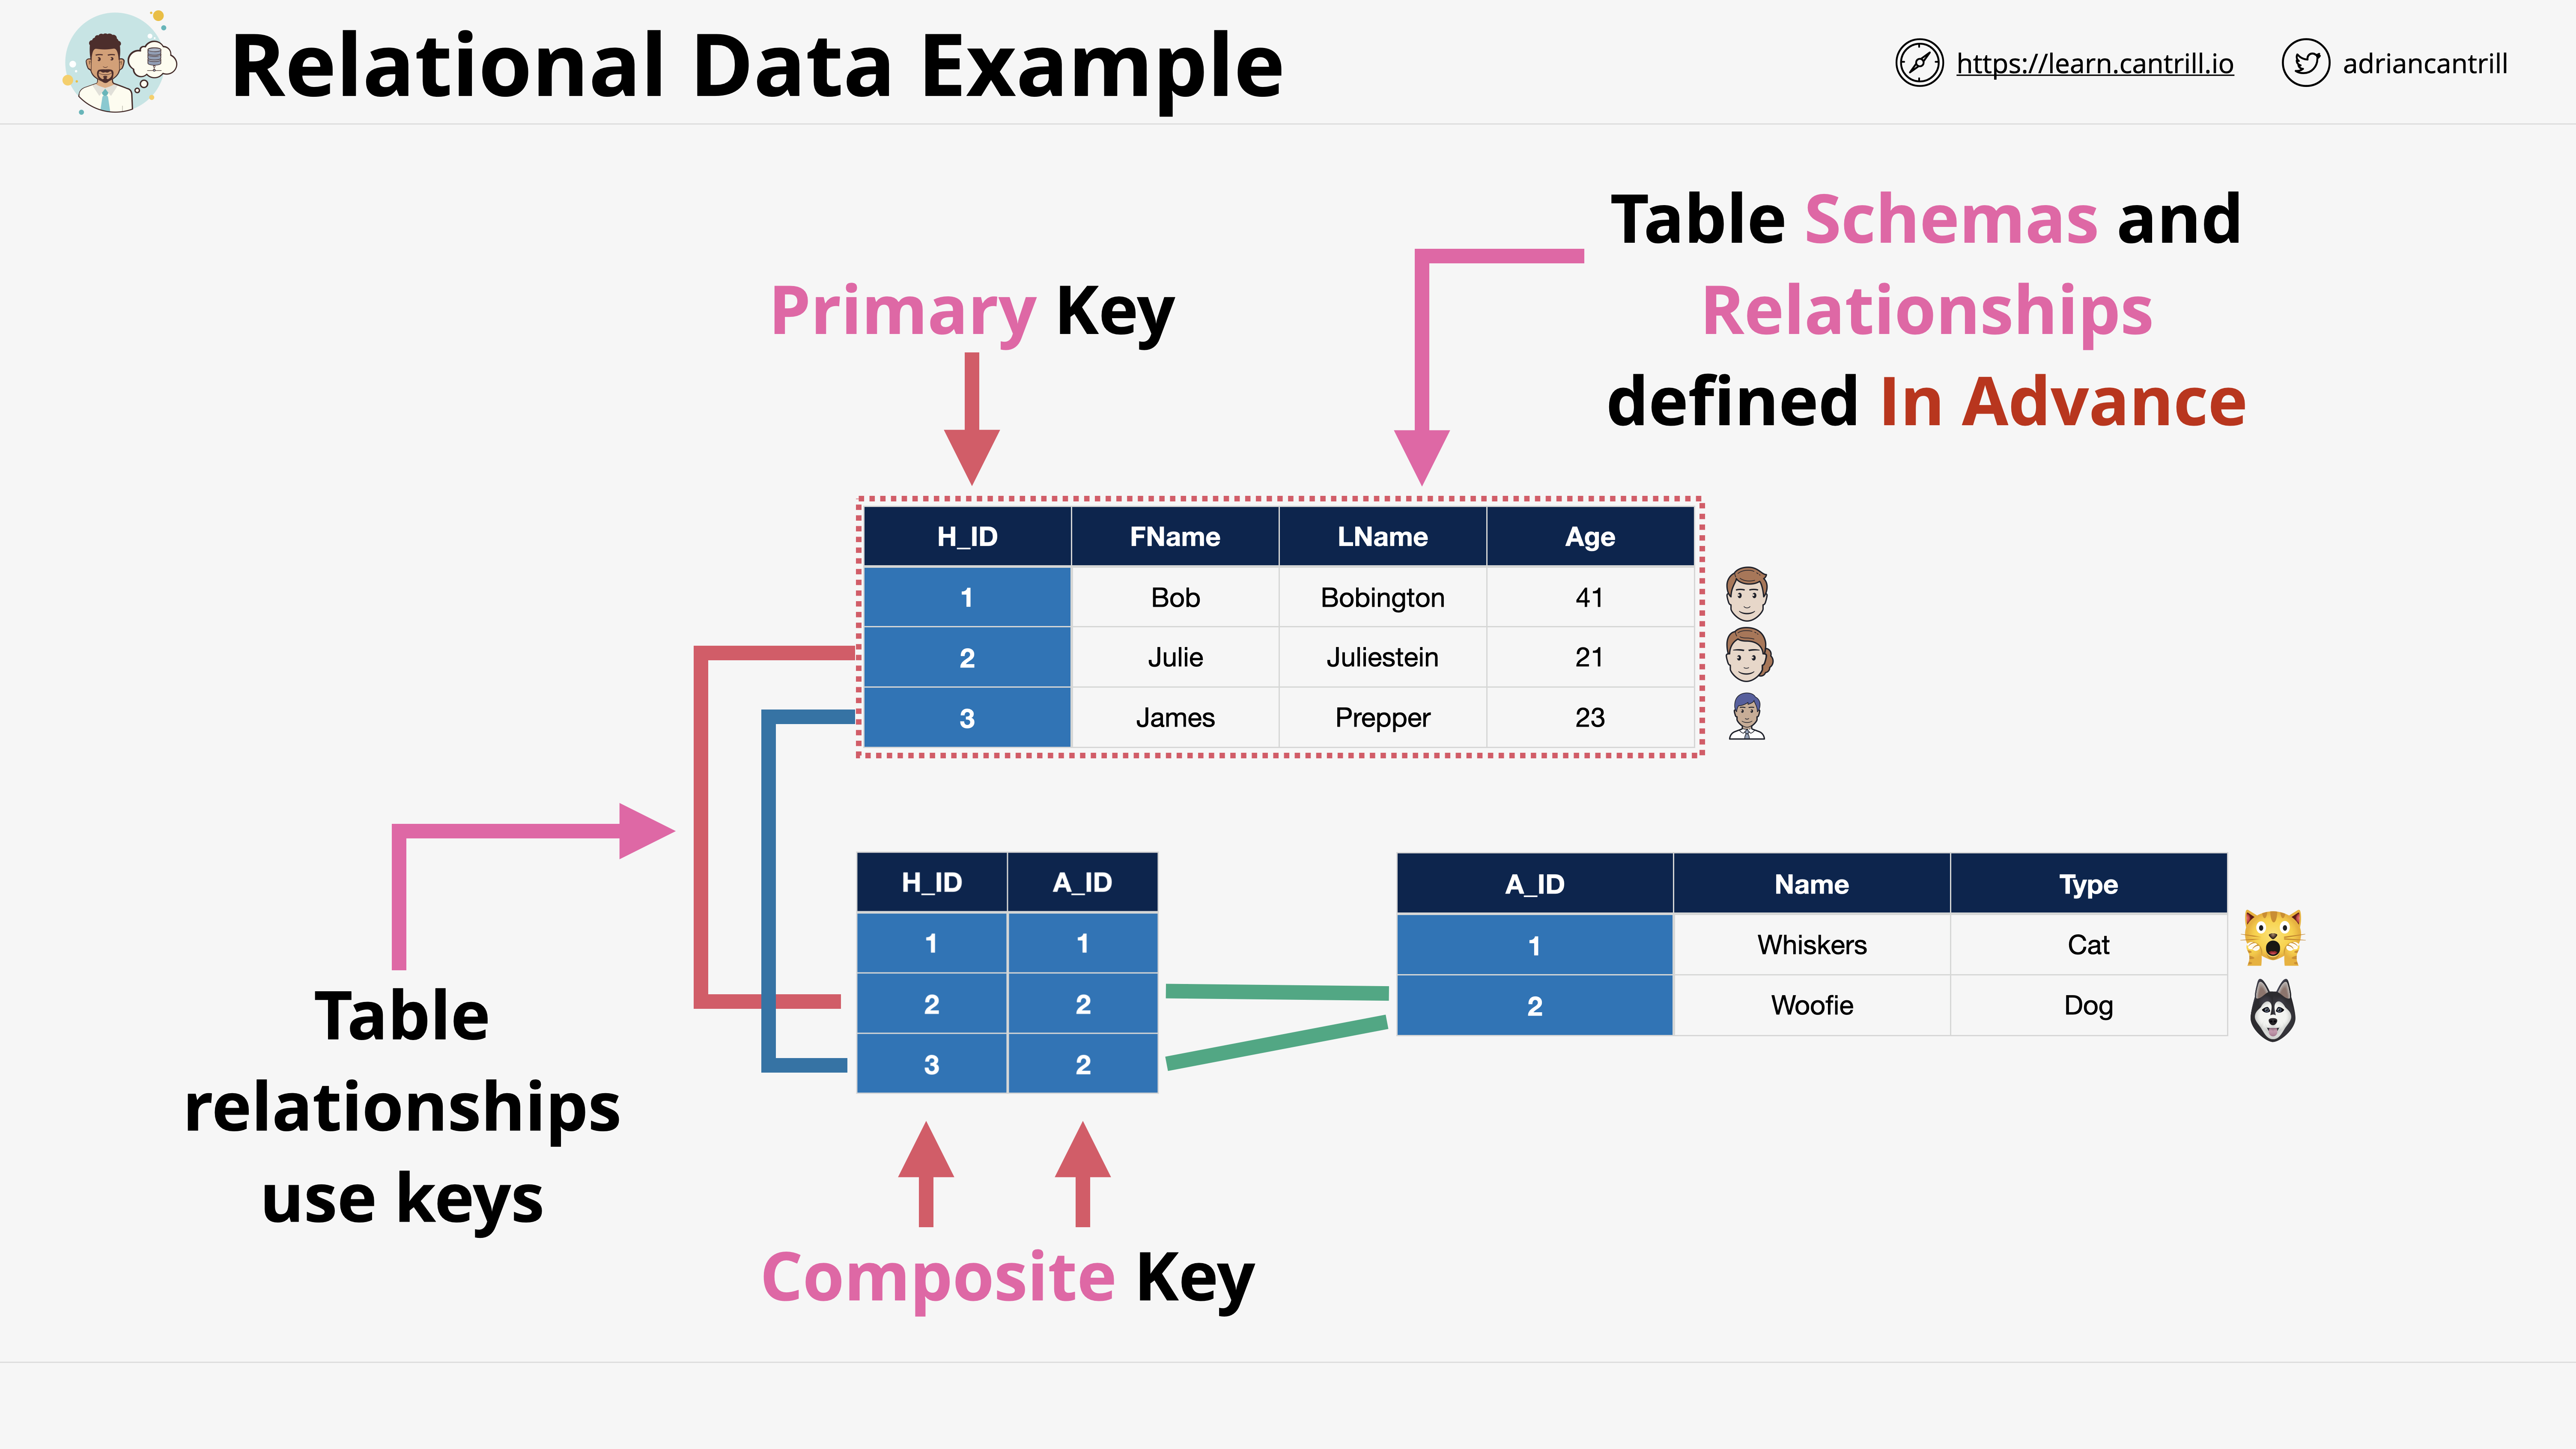 Relational Data Example
https://learn.cantrill.io
adriancantrill
Table Schemas and
Relationships
defined In Advance
Primary Key
H_ID FName LName Age
1 Bob Bobington 41
2 Julie Juliestein 21
3 James Prepper 23
Table
relationships
use keys
H_ID A_ID
1 1
2 2
3 2
A_ID Name Type
1 Whiskers Cat
2 Woofie Dog
Composite Key